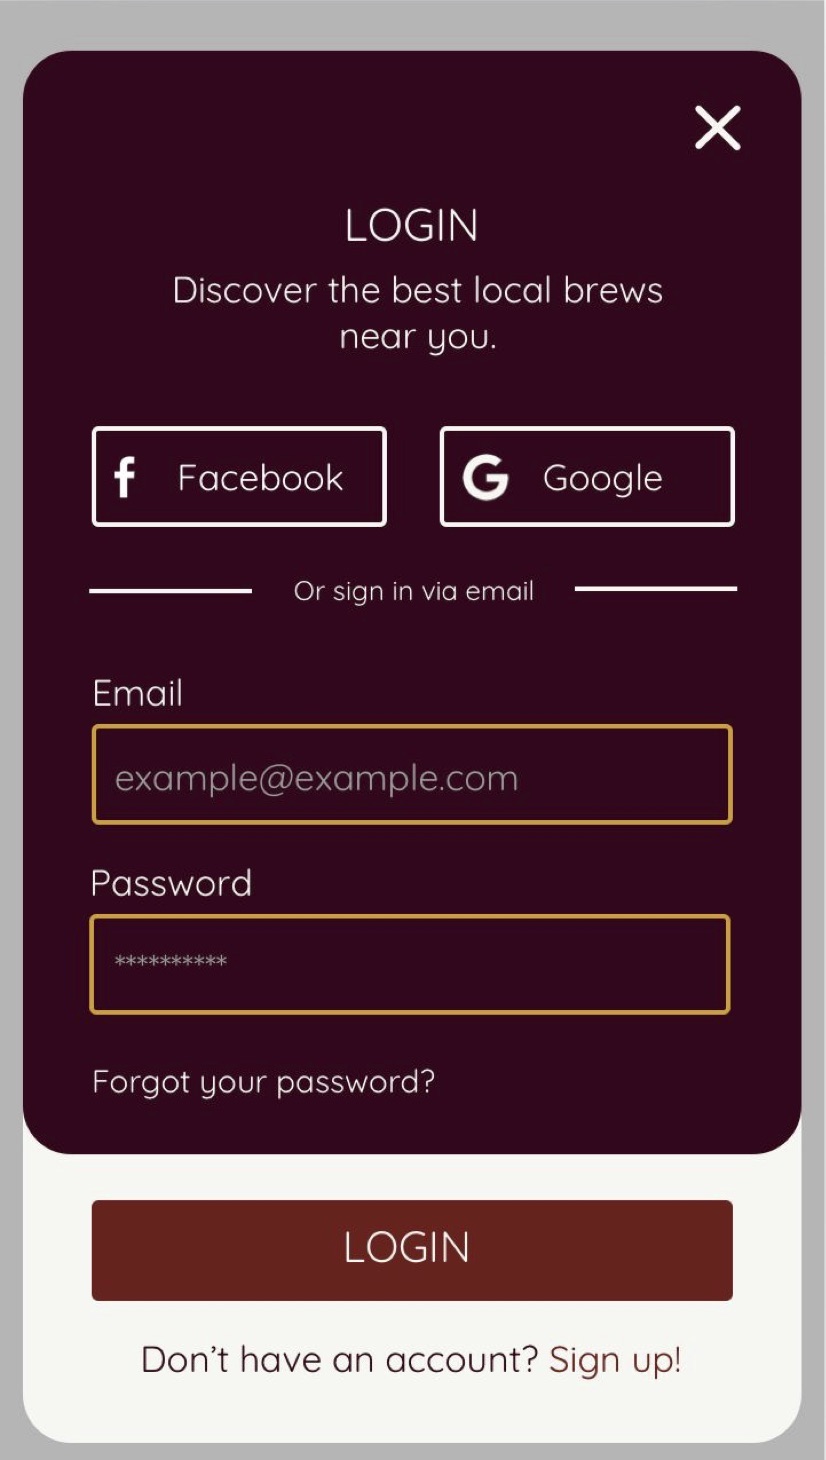 LOGIN
Discover the best local brews
near you.
Facebook
Google
Or sign in via email
Email
example@example.com
Password
**********
Forgot your password?
LOGIN
Don’t have an account? Sign up!